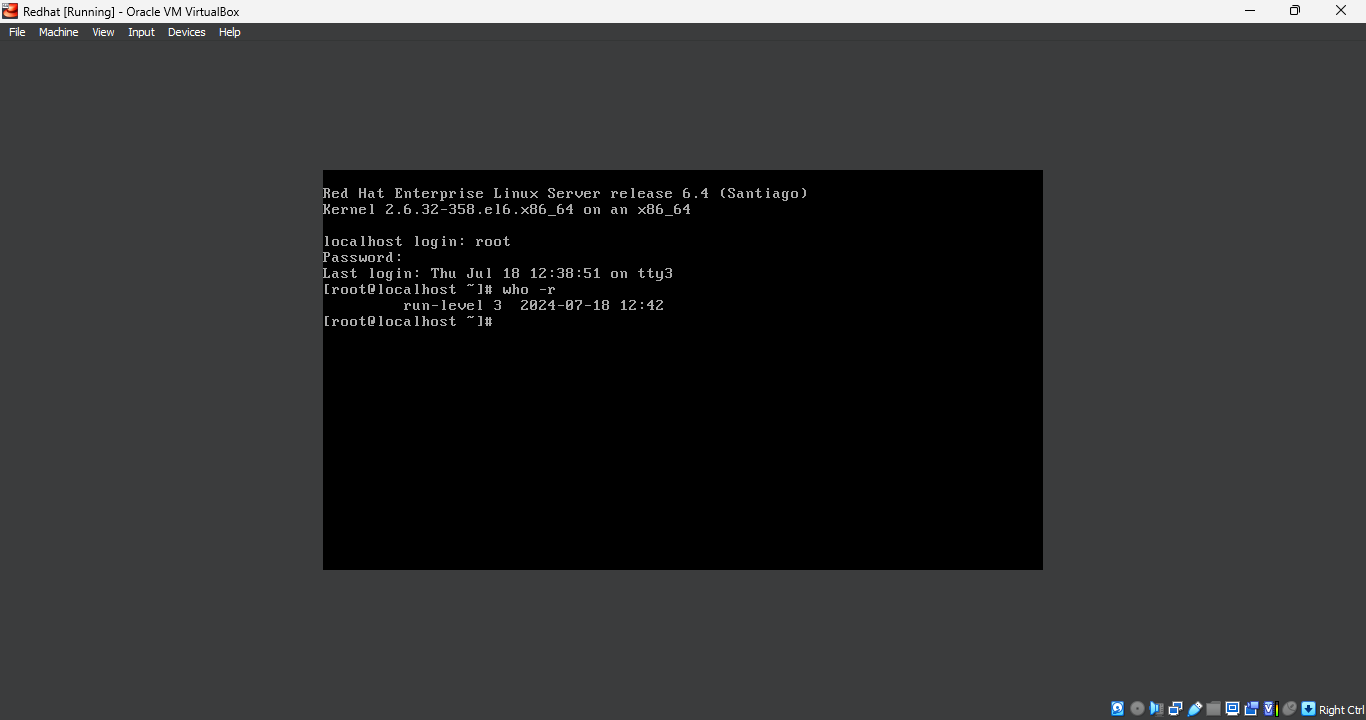 Redhat [Running] - Oracle VM VirtualBox
File Machine View Input Devices Help
Red Hat Enterprise Linux Server release 6.4 (Santiago)
Kernel 2.6.32-358.el6.x86_64 on an x86_64
localhost login: root
Password:
Last login: Thu Jul 18 12:38:51 on tty3
[root@localhost ~]# who -r
run-level 3 2024-07-18 12:42
[root@localhost ~]#
Right Ctrl